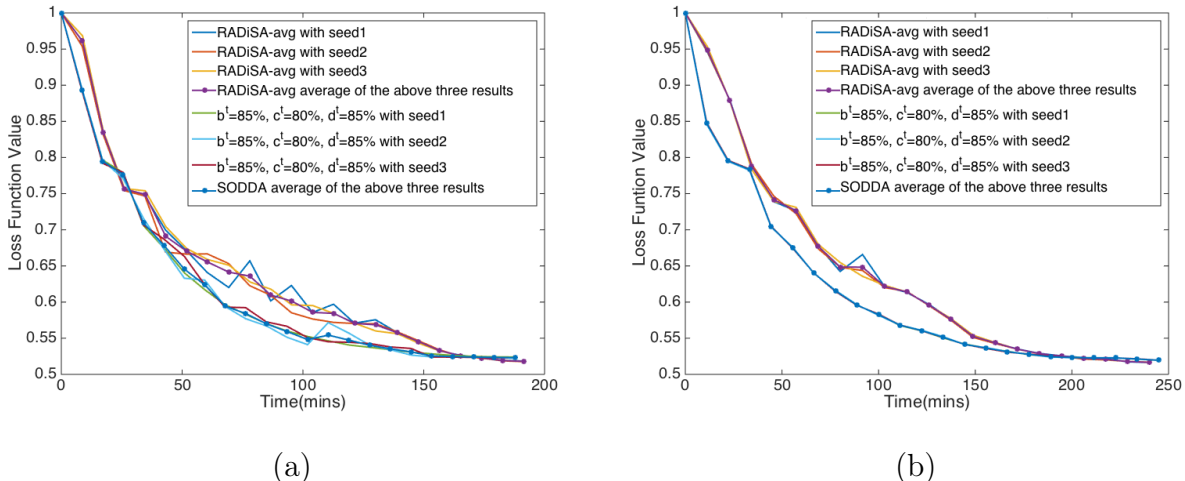 1
0.95
0.9
0.85
0.8
0.75
0.7
0.65
0.6
0.55
0.5
Loss Function Value
0
50
100
150
200
Time(mins)
RADiSA-avg with seed1
RADiSA-avg with seed2
RADiSA-avg with seed3
RADiSA-avg average of the above three results
b^t=85%, c^t=80%, d^t=85% with seed1
b^t=85%, c^t=80%, d^t=85% with seed2
b^t=85%, c^t=80%, d^t=85% with seed3
SODDA average of the above three results
(a)
1
0.95
0.9
0.85
0.8
0.75
0.7
0.65
0.6
0.55
0.5
Loss Funtion Value
0
50
100
150
200
250
Time(mins)
RADiSA-avg with seed1
RADiSA-avg with seed2
RADiSA-avg with seed3
RADiSA-avg average of the above three results
b^t=85%, c^t=80%, d^t=85% with seed1
b^t=85%, c^t=80%, d^t=85% with seed2
b^t=85%, c^t=80%, d^t=85% with seed3
SODDA average of the above three results
(b)